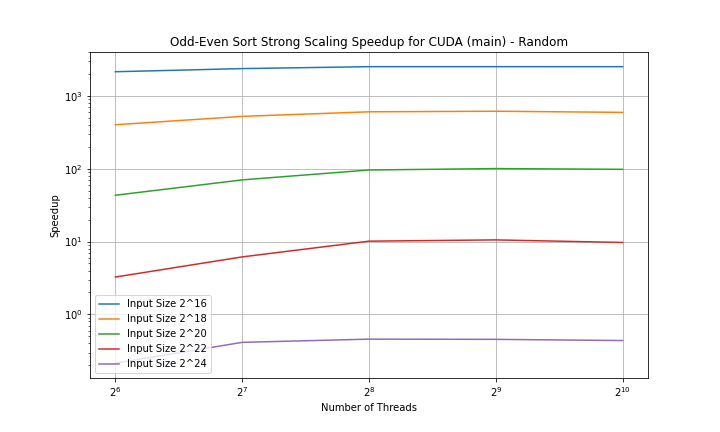 Odd-Even Sort Strong Scaling Speedup for CUDA (main) - Random
Speedup
10^3
10^2
10^1
10^0
Input Size 2^16
Input Size 2^18
Input Size 2^20
Input Size 2^22
Input Size 2^24
2^6 2^7 2^8 2^9 2^10
Number of Threads